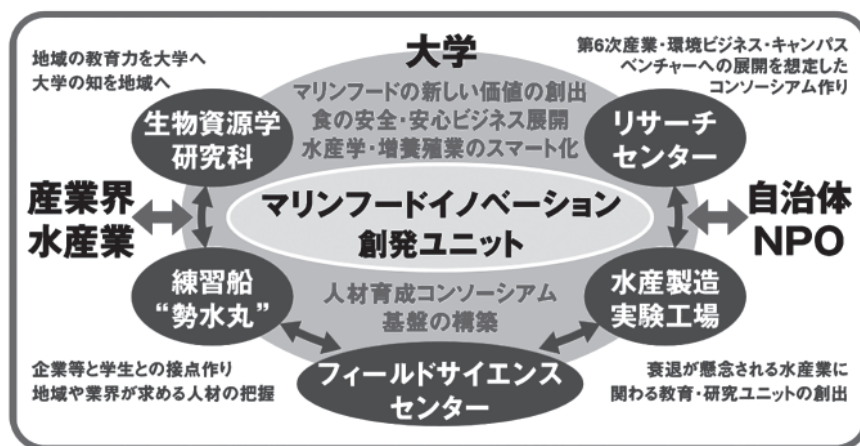 地域の教育力を大学へ
大学の知を地域へ
大学
第6次産業・環境ビジネス・キャンパス
ベンチャーへの展開を想定した
コンソーシアム作り
マリンフードの新しい価値の創出
食の安全・安心ビジネス展開
水産学・増養殖業のスマート化
生物資源学
研究科
リサーチ
センター
産業界
水産業
マリンフードイノベーション
創発ユニット
自治体
NPO
練習船
“勢水丸”
人材育成コンソーシアム
基盤の構築
水産製造
実験工場
フィールドサイエンス
センター
企業等と学生との接点作り
地域や業界が求める人材の把握
衰退が懸念される水産業に
関わる教育・研究ユニットの創出